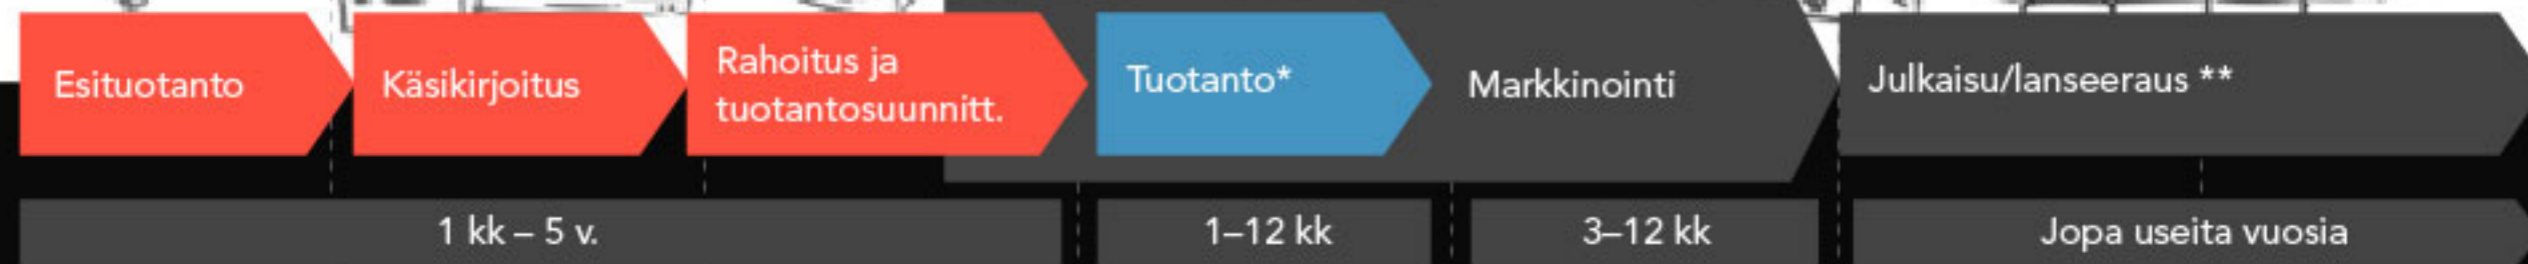 Esituotanto
Käsikirjoitus
Rahoitus ja
tuotantosuunnitt.
Tuotanto*
Markkinointi
Julkaisu/lanseeraus **
1 kk – 5 v.
1–12 kk
3–12 kk
Jopa useita vuosia